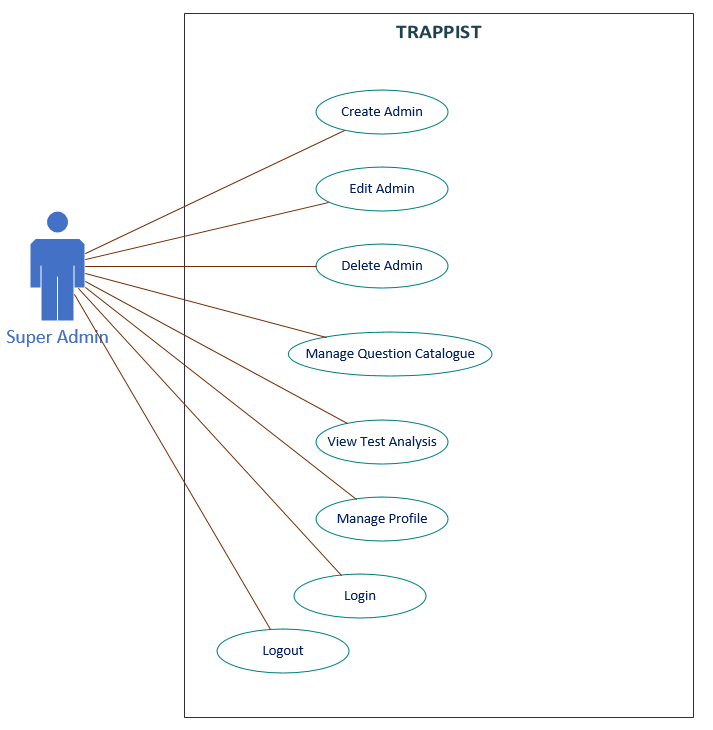 TRAPPIST
Create Admin
Edit Admin
Delete Admin
Super Admin
Manage Question Catalogue
View Test Analysis
Manage Profile
Login
Logout